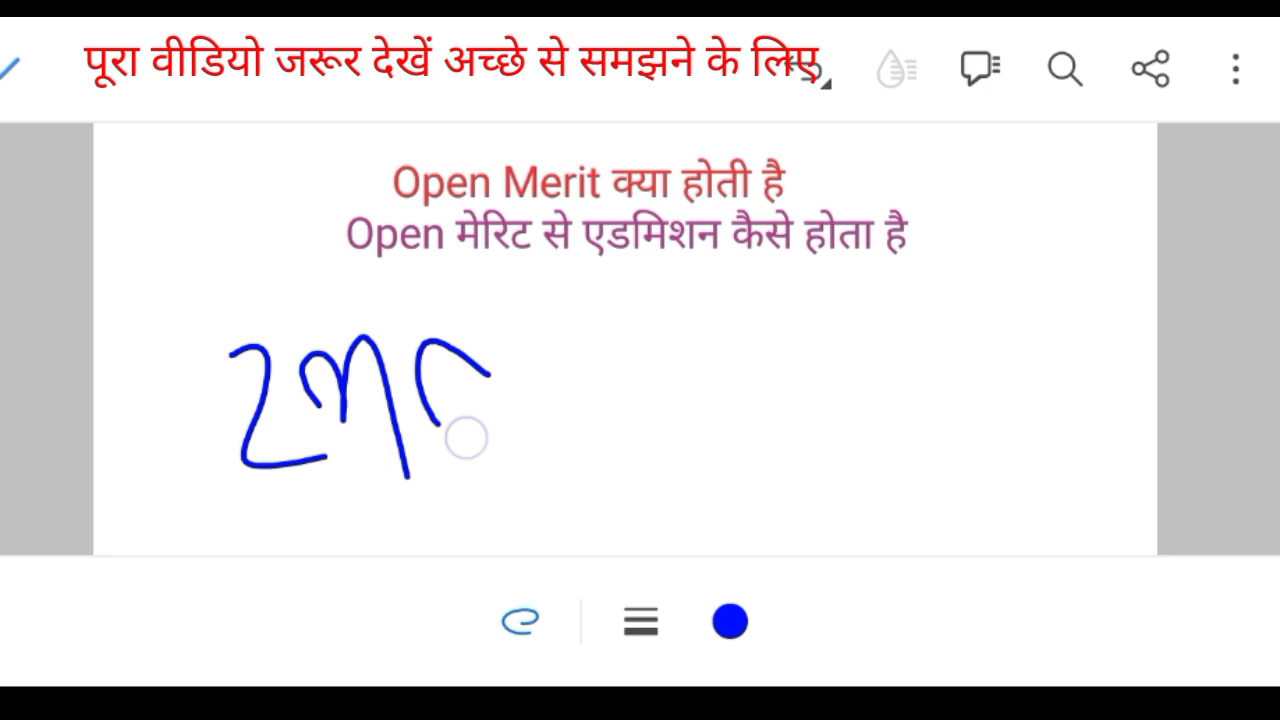 पूरा वीडियो जरूर देखें अच्छे से समझने के लिए
Open Merit क्या होती है
Open मेरिट से एडमिशन कैसे होता है